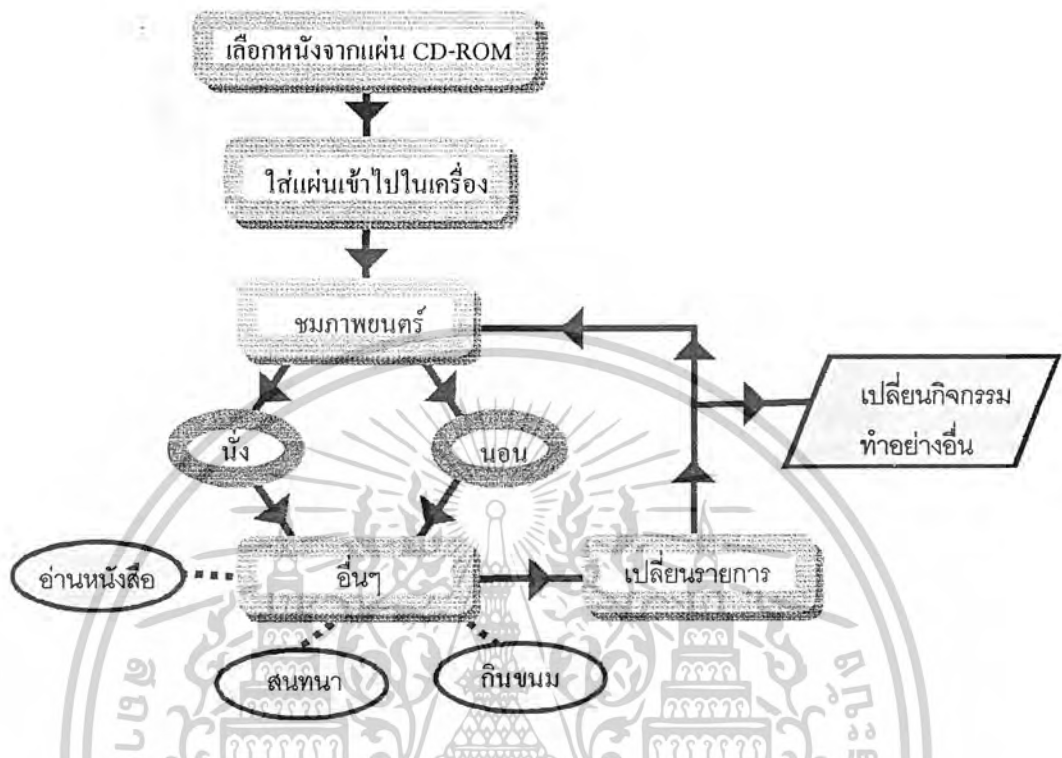 เลือกหนังจากแผ่น CD-ROM
ใส่แผ่นเข้าไปในเครื่อง
ชมภาพยนตร์
เปลี่ยนกิจกรรม
ทำอย่างอื่น
นั่ง
นอน
อ่านหนังสือ
อื่นๆ
เปลี่ยนรายการ
สนทนา
กินขนม